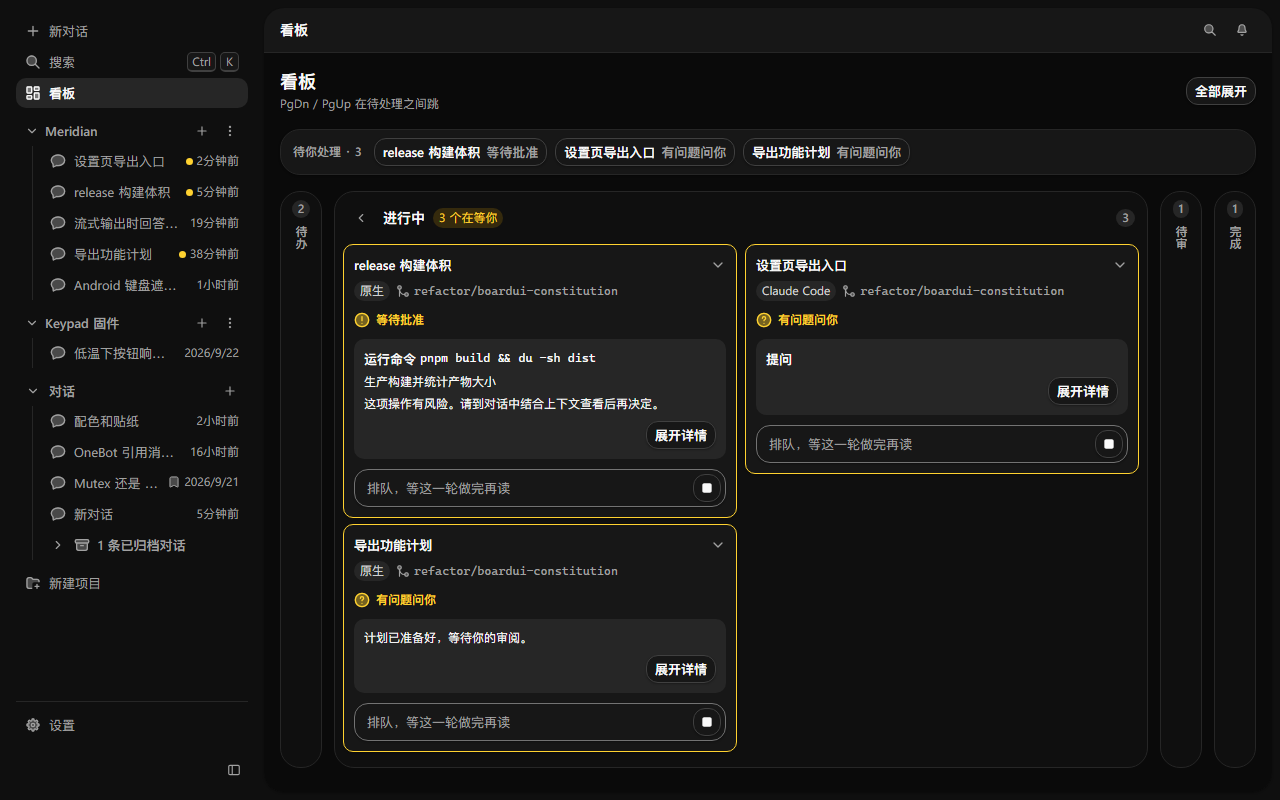 新对话
搜索 Ctrl K
看板
Meridian
设置页导出入口 2分钟前
release 构建体积 5分钟前
流式输出时回答... 19分钟前
导出功能计划 38分钟前
Android 键盘遮... 1小时前
Keypad 固件
低温下按钮响... 2026/9/22
对话
配色和贴纸 2小时前
OneBot 引用消... 16小时前
Mutex 还是 ... 2026/9/21
新对话 5分钟前
1 条已归档对话
新建项目
设置
看板
看板
PgDn / PgUp 在待处理之间跳
全部展开
待你处理 · 3
release 构建体积 等待批准
设置页导出入口 有问题问你
导出功能计划 有问题问你
2
待办
进行中 3 个在等你 3
release 构建体积
原生 refactor/boardui-constitution
! 等待批准
运行命令 pnpm build && du -sh dist
生产构建并统计产物大小
这项操作有风险。请到对话中结合上下文查看后再决定。
展开详情
排队，等这一轮做完再读
设置页导出入口
Claude Code refactor/boardui-constitution
? 有问题问你
提问
展开详情
排队，等这一轮做完再读
导出功能计划
原生 refactor/boardui-constitution
? 有问题问你
计划已准备好，等待你的审阅。
展开详情
排队，等这一轮做完再读
1
待审
1
完成